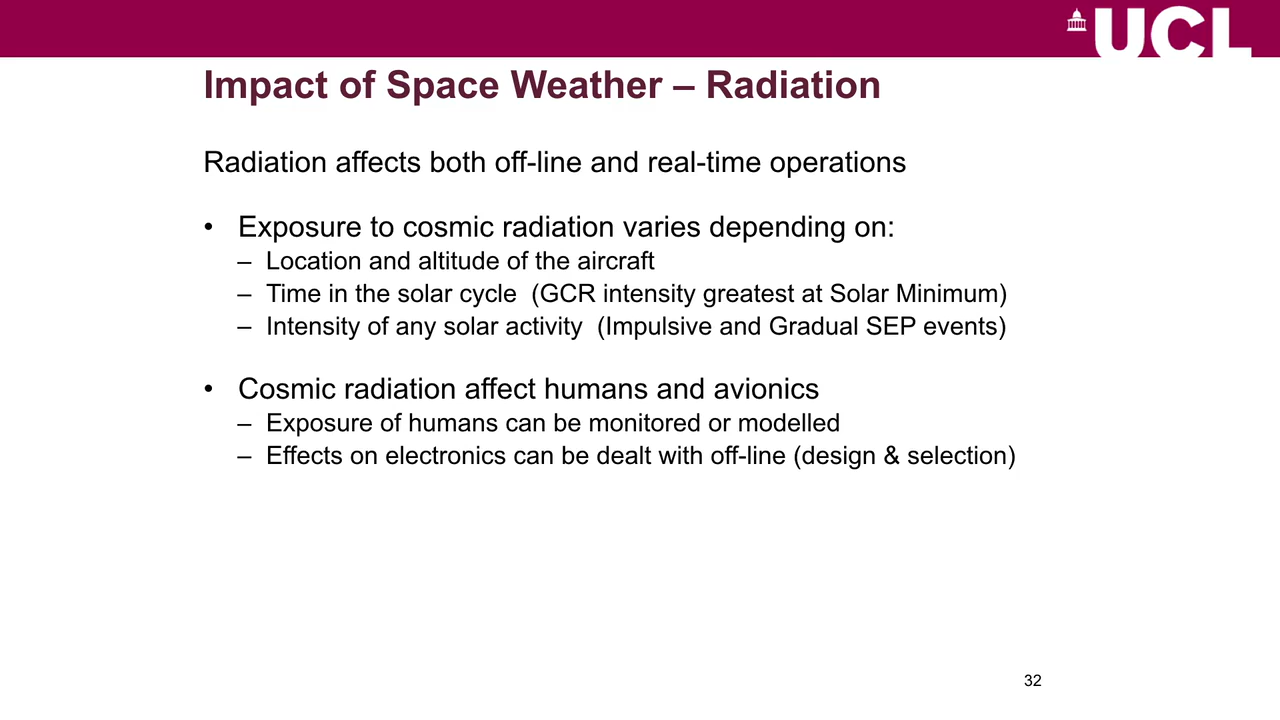 UCL
Impact of Space Weather – Radiation
Radiation affects both off-line and real-time operations
• Exposure to cosmic radiation varies depending on:
– Location and altitude of the aircraft
– Time in the solar cycle  (GCR intensity greatest at Solar Minimum)
– Intensity of any solar activity  (Impulsive and Gradual SEP events)
• Cosmic radiation affect humans and avionics
– Exposure of humans can be monitored or modelled
– Effects on electronics can be dealt with off-line (design & selection)
32